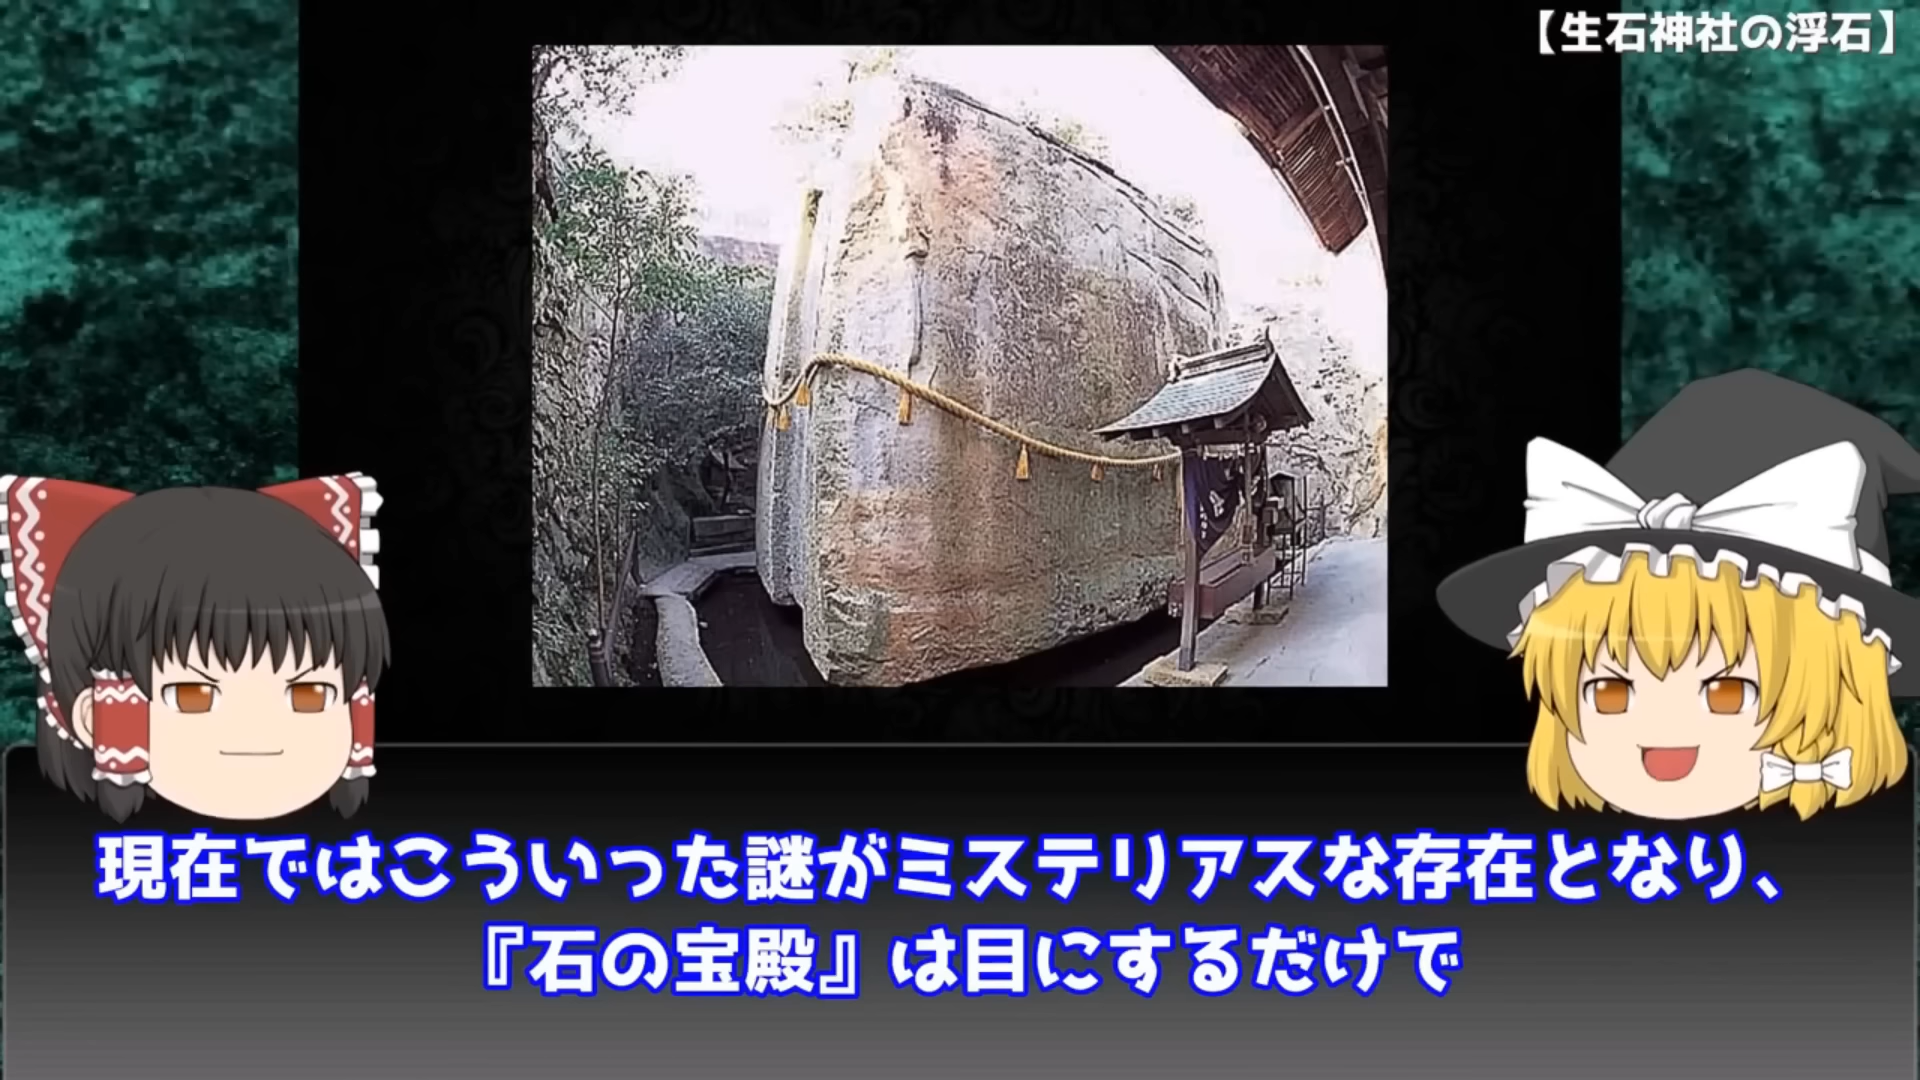 【生石神社の浮石】
現在ではこういった謎がミステリアスな存在となり、
『石の宝殿』は目にするだけで